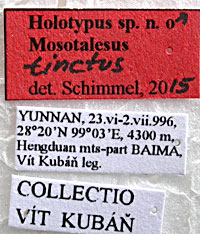 Holotypus sp. n. ♂
Mosotalesus
tinctus
det. Schimmel, 2015
YUNNAN, 23.vi-2.vii.996,
28°20'N 99°03'E, 4300 m,
Hengduan mts-part BAIMA,
Vít Kubáň leg.
COLLECTIO
VÍT KUBÁŇ